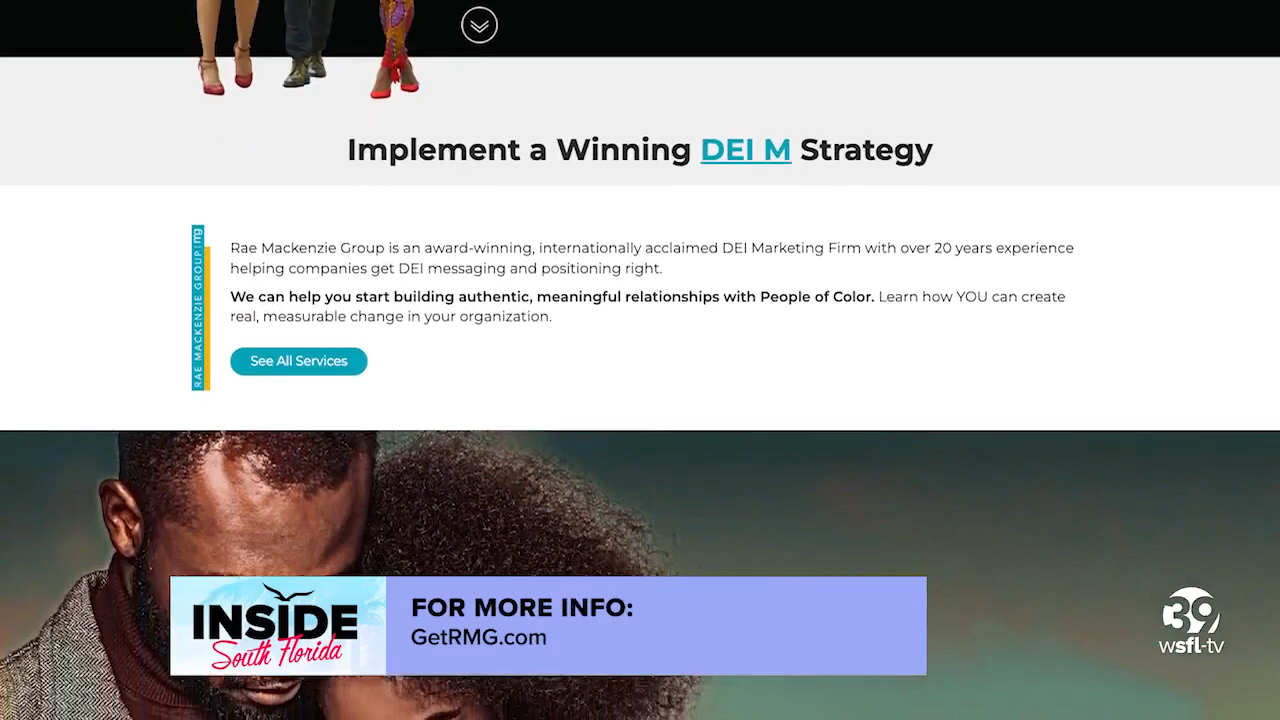 Implement a Winning DEI M Strategy
RAE MACKENZIE GROUP mg
Rae Mackenzie Group is an award-winning, internationally acclaimed DEI Marketing Firm with over 20 years experience
helping companies get DEI messaging and positioning right.
We can help you start building authentic, meaningful relationships with People of Color. Learn how YOU can create
real, measurable change in your organization.
See All Services
INSIDE
South Florida
FOR MORE INFO:
GetRMG.com
39
wsfl-tv